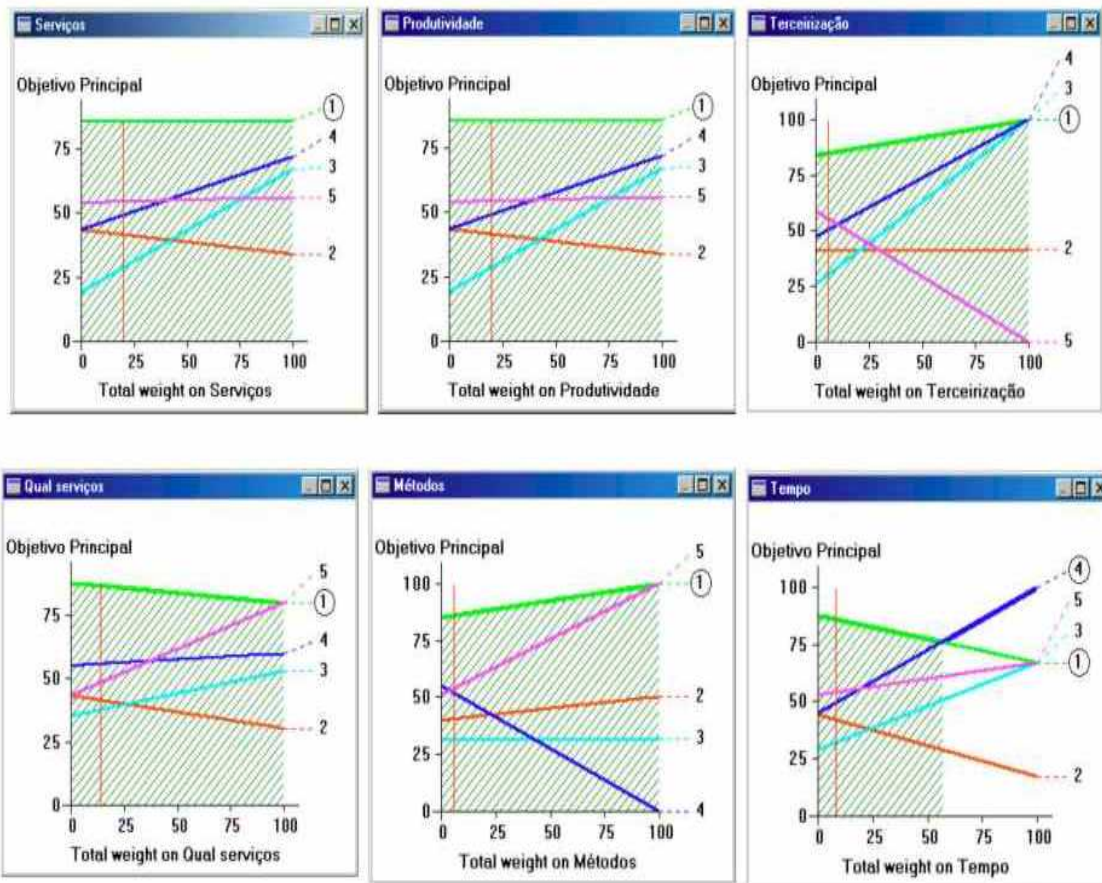 Serviços
Objetivo Principal
1
4
3
5
2
75
50
25
0
0 25 50 75 100
Total weight on Serviços
Produtividade
Objetivo Principal
1
4
3
5
2
75
50
25
0
0 25 50 75 100
Total weight on Produtividade
Terceirização
Objetivo Principal
4
3
1
2
5
100
75
50
25
0
0 25 50 75 100
Total weight on Terceirização
Qual serviços
Objetivo Principal
5
1
4
3
2
75
50
25
0
0 25 50 75 100
Total weight on Qual serviços
Métodos
Objetivo Principal
5
1
2
3
4
100
75
50
25
0
0 25 50 75 100
Total weight on Métodos
Tempo
Objetivo Principal
4
5
3
1
2
100
75
50
25
0
0 25 50 75 100
Total weight on Tempo